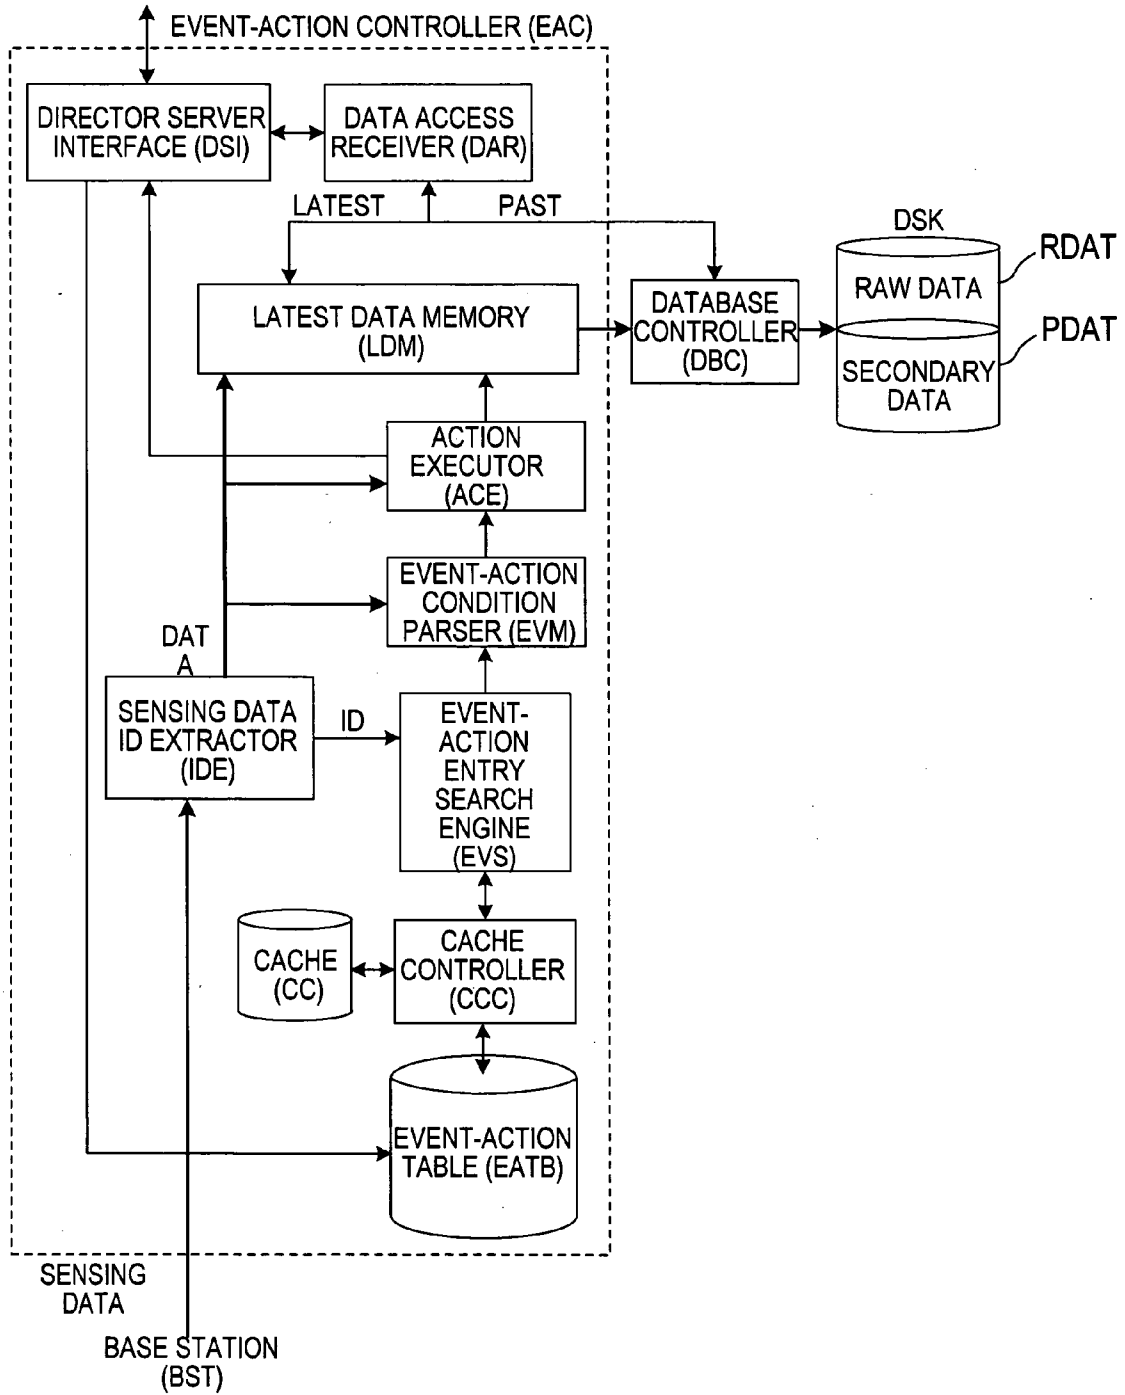 EVENT-ACTION CONTROLLER (EAC)
DIRECTOR SERVER
INTERFACE (DSI)
DATA ACCESS
RECEIVER (DAR)
LATEST
PAST
DSK
RDAT
RAW DATA
LATEST DATA MEMORY
(LDM)
DATABASE
CONTROLLER
(DBC)
PDAT
SECONDARY
DATA
ACTION
EXECUTOR
(ACE)
EVENT-ACTION
CONDITION
PARSER (EVM)
DAT
A
SENSING DATA
ID EXTRACTOR
(IDE)
ID
EVENT-
ACTION
ENTRY
SEARCH
ENGINE
(EVS)
CACHE
(CC)
CACHE
CONTROLLER
(CCC)
EVENT-ACTION
TABLE (EATB)
SENSING
DATA
BASE STATION
(BST)